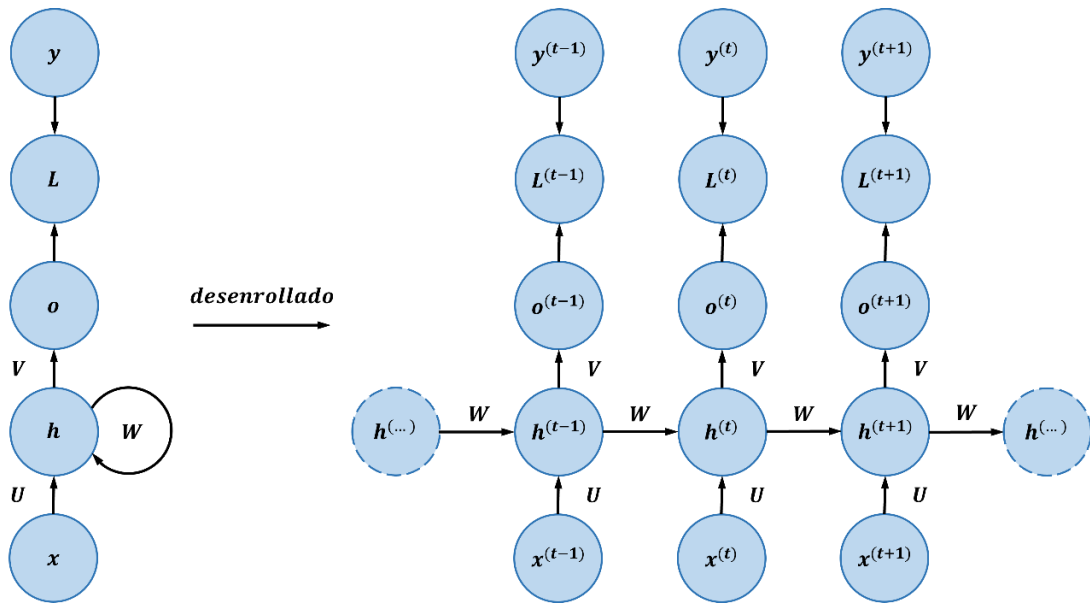 y
y^(t−1) y^(t) y^(t+1)
L
L^(t−1) L^(t) L^(t+1)
o
desenrollado
o^(t−1) o^(t) o^(t+1)
V
V V V
h
W
h^(…) W h^(t−1) W h^(t) W h^(t+1) W h^(…)
U
U U U
x
x^(t−1) x^(t) x^(t+1)